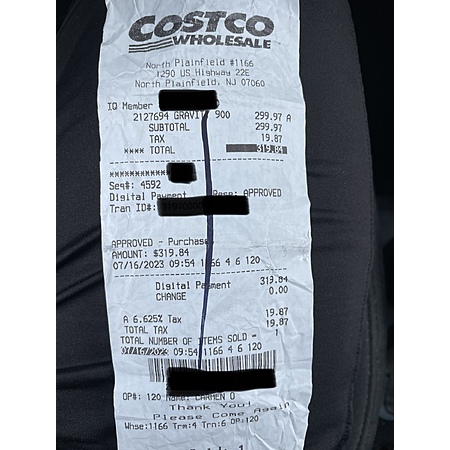 COSTCO
WHOLESALE
North Plainfield #1166
1290 US Highway 22E
North Plainfield, NJ 07060
IQ Member
2127694 GRAVITY 900 299.97 A
SUBTOTAL 299.97
TAX 19.87
**** TOTAL 319.84
Seq#: 4592
Digital Payment Resp: APPROVED
Tran ID#:
APPROVED - Purchase
AMOUNT: $319.84
07/16/2023 09:54 1166 4 6 120
Digital Payment 319.84
CHANGE 0.00
A 6.625% Tax 19.87
TOTAL TAX 19.87
TOTAL NUMBER OF ITEMS SOLD = 1
07/16/2023 09:54 1166 4 6 120
OP#: 120 Name: CARMEN O
Thank You!
Please Come Again
Whse:1166 Trm:4 Trn:6 OP:120